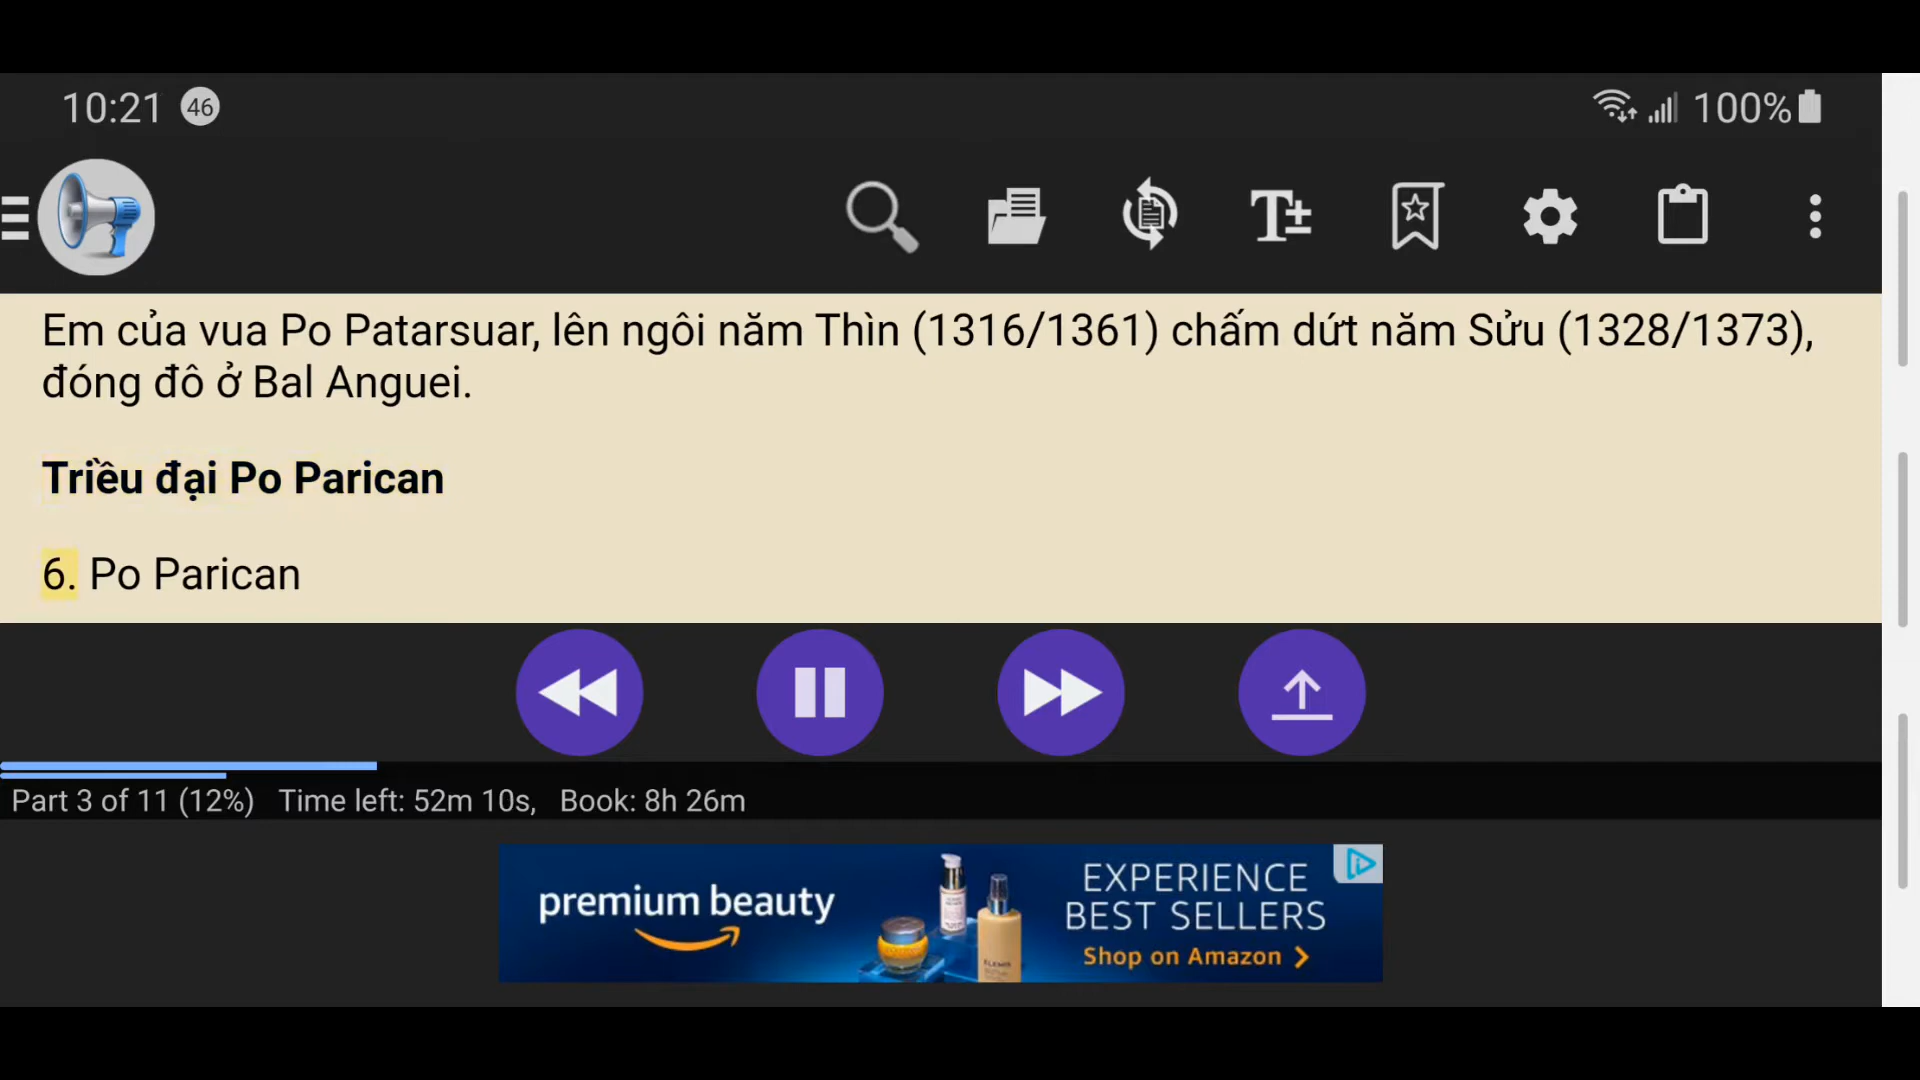 10:21 46 100%
T±
Em của vua Po Patarsuar, lên ngôi năm Thìn (1316/1361) chấm dứt năm Sửu (1328/1373),
đóng đô ở Bal Anguei.
Triều đại Po Parican
6. Po Parican
Part 3 of 11 (12%) Time left: 52m 10s, Book: 8h 26m
premium beauty
EXPERIENCE
BEST SELLERS
Shop on Amazon
ELEMIS